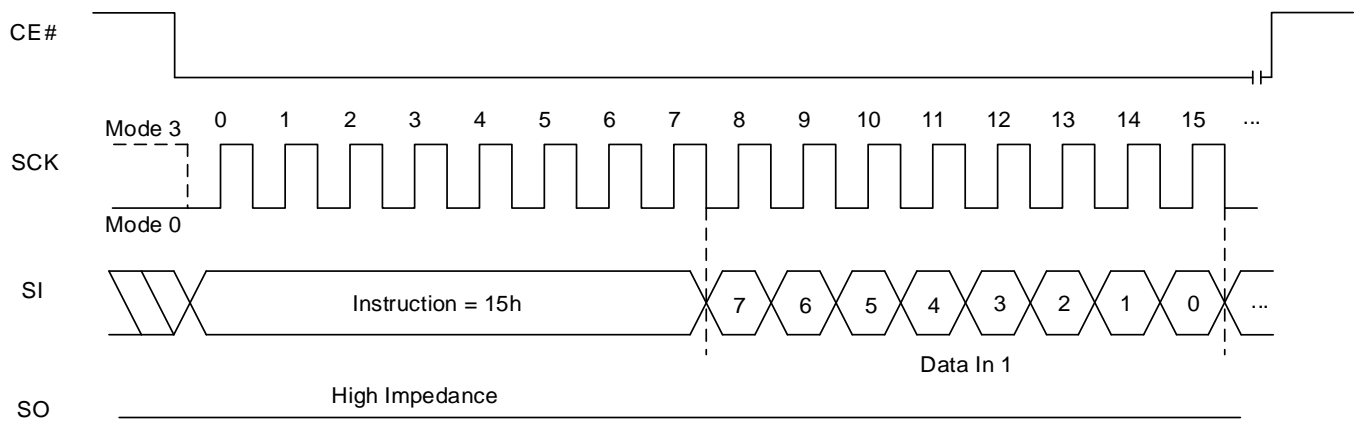 CE#
Mode 3
0 1 2 3 4 5 6 7 8 9 10 11 12 13 14 15 ...
SCK
Mode 0
SI
Instruction = 15h
7 6 5 4 3 2 1 0 ...
Data In 1
High Impedance
SO